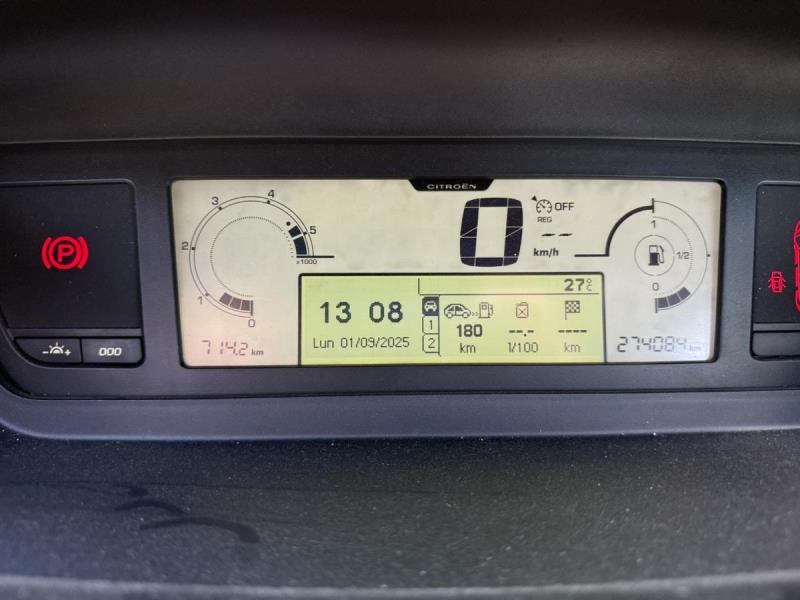 CITROËN
4
3
5
2
x1000
1
0
0
km/h
OFF
REG
-- --
1
1/2
0
27°C
13 08
Lun 01/09/2025
1
2
180
km
--.-
1/100
----
km
714.2 km
274084 km
P
- +
000